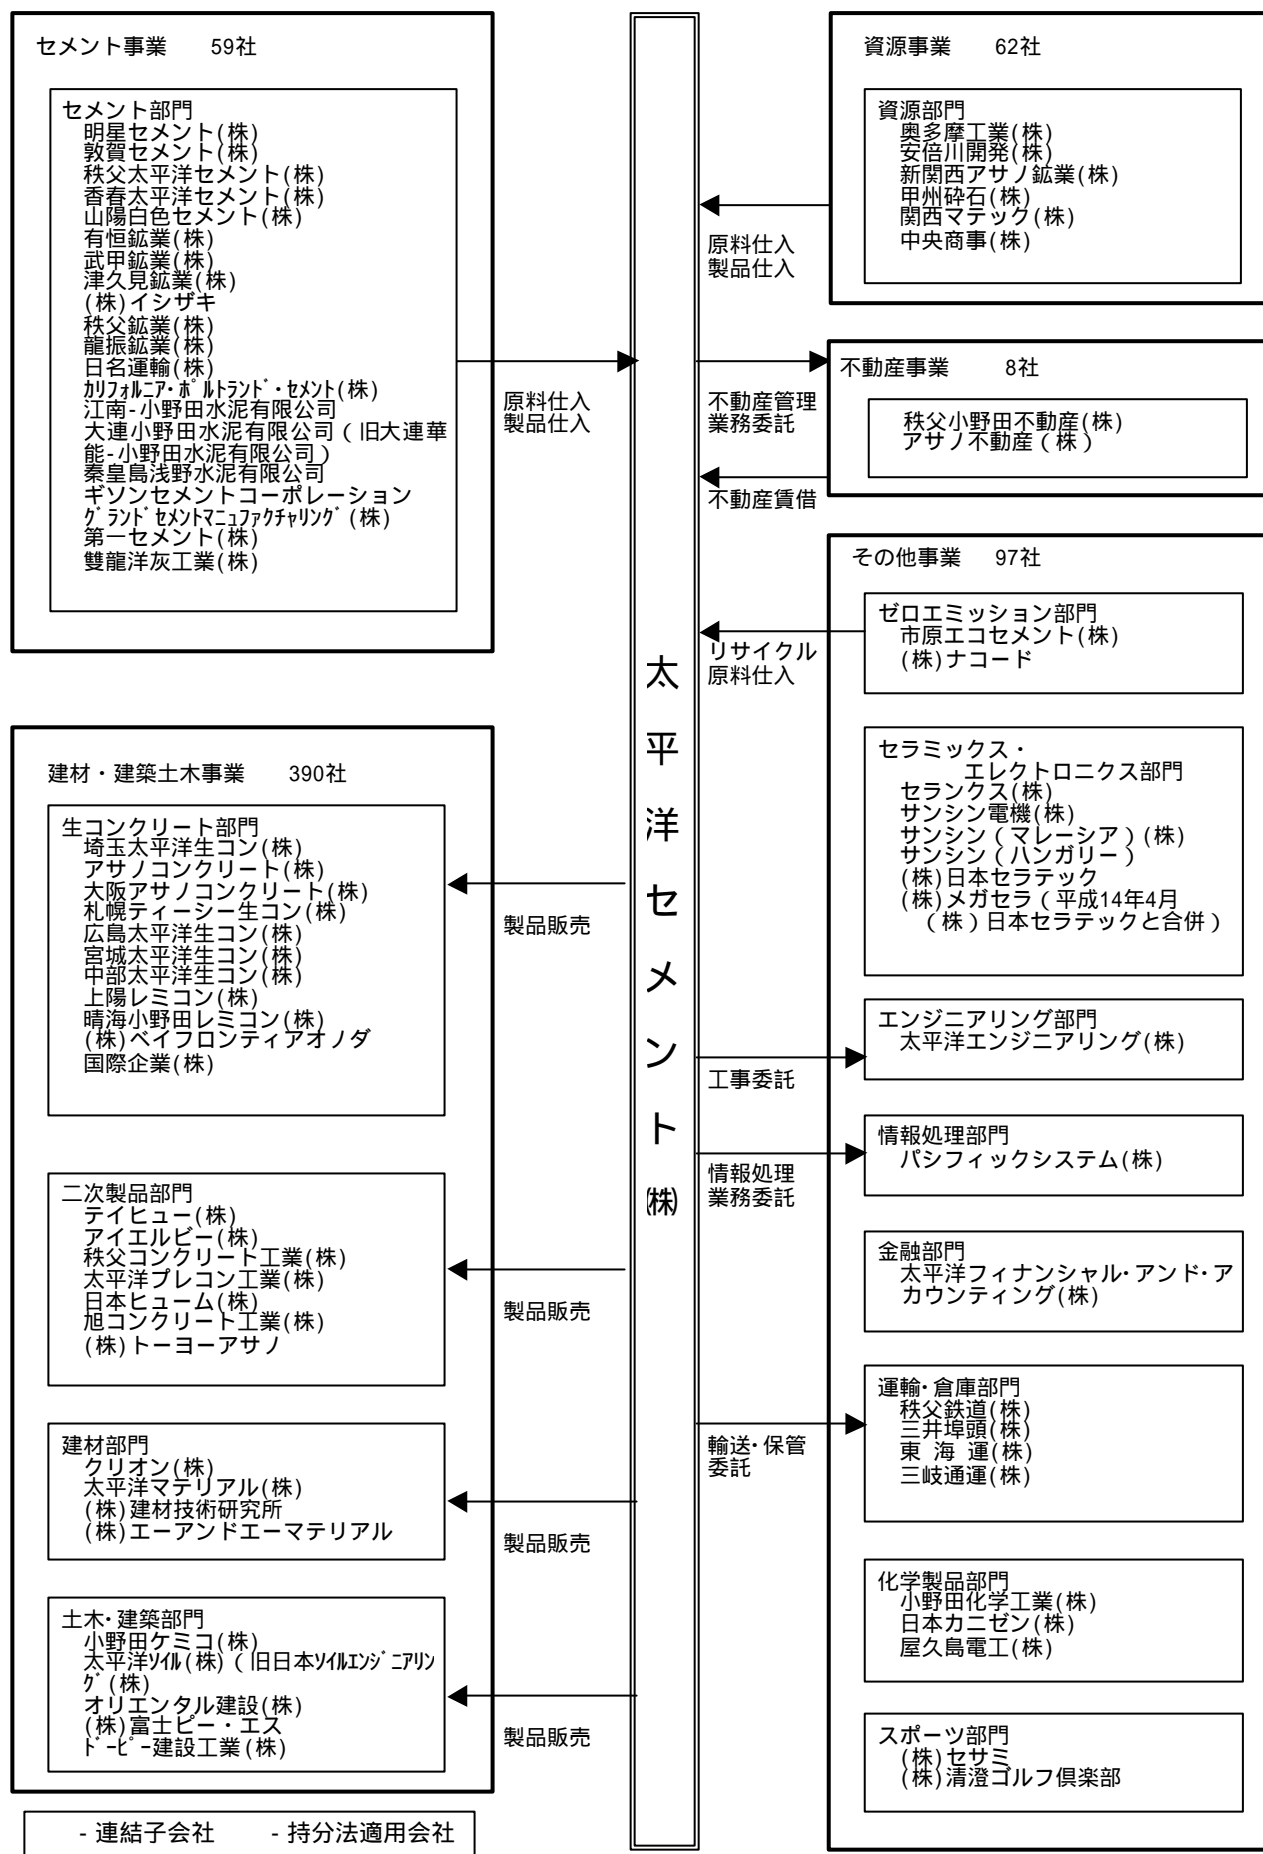 セメント事業　59社
セメント部門
明星セメント(株)
敦賀セメント(株)
秩父太平洋セメント(株)
香春太平洋セメント(株)
山陽白色セメント(株)
有恒鉱業(株)
武甲鉱業(株)
津久見鉱業(株)
(株)イシザキ
秩父鉱業(株)
龍振鉱業(株)
日名運輸(株)
ｶﾘﾌｫﾙﾆｱ･ﾎﾟﾙﾄﾗﾝﾄﾞ･セメント(株)
江南-小野田水泥有限公司
大連小野田水泥有限公司（旧大連華
能-小野田水泥有限公司）
秦皇島浅野水泥有限公司
ギソンセメントコーポレーション
ｸﾞﾗﾝﾄﾞｾﾒﾝﾄﾏﾆｭﾌｧｸﾁｬﾘﾝｸﾞ(株)
第一セメント(株)
雙龍洋灰工業(株)
原料仕入
製品仕入
建材・建築土木事業　390社
生コンクリート部門
埼玉太平洋生コン(株)
アサノコンクリート(株)
大阪アサノコンクリート(株)
札幌ティーシー生コン(株)
広島太平洋生コン(株)
宮城太平洋生コン(株)
中部太平洋生コン(株)
上陽レミコン(株)
晴海小野田レミコン(株)
(株)ベイフロンティアオノダ
国際企業(株)
製品販売
二次製品部門
テイヒュー(株)
アイエルビー(株)
秩父コンクリート工業(株)
太平洋プレコン工業(株)
日本ヒューム(株)
旭コンクリート工業(株)
(株)トーヨーアサノ
製品販売
建材部門
クリオン(株)
太平洋マテリアル(株)
(株)建材技術研究所
(株)エーアンドエーマテリアル
製品販売
土木･建築部門
小野田ケミコ(株)
太平洋ｿｲﾙ(株)（旧日本ｿｲﾙｴﾝｼﾞﾆｱﾘﾝ
ｸﾞ(株)
オリエンタル建設(株)
(株)富士ピー・エス
ﾄﾞｰﾋﾟｰ建設工業(株)
製品販売
- 連結子会社　- 持分法適用会社
太平洋セメント㈱
資源事業　62社
資源部門
奥多摩工業(株)
安倍川開発(株)
新関西アサノ鉱業(株)
甲州砕石(株)
関西マテック(株)
中央商事(株)
原料仕入
製品仕入
不動産事業　8社
秩父小野田不動産(株)
アサノ不動産（株）
不動産管理
業務委託
不動産賃借
その他事業　97社
ゼロエミッション部門
市原エコセメント(株)
(株)ナコード
リサイクル
原料仕入
セラミックス・
エレクトロニクス部門
セランクス(株)
サンシン電機(株)
サンシン（マレーシア）(株)
サンシン（ハンガリー）
(株)日本セラテック
(株)メガセラ（平成14年4月
（株）日本セラテックと合併）
エンジニアリング部門
太平洋エンジニアリング(株)
工事委託
情報処理部門
パシフィックシステム(株)
情報処理
業務委託
金融部門
太平洋フィナンシャル･アンド･ア
カウンティング(株)
運輸･倉庫部門
秩父鉄道(株)
三井埠頭(株)
東 海 運(株)
三岐通運(株)
輸送･保管
委託
化学製品部門
小野田化学工業(株)
日本カニゼン(株)
屋久島電工(株)
スポーツ部門
(株)セサミ
(株)清澄ゴルフ倶楽部